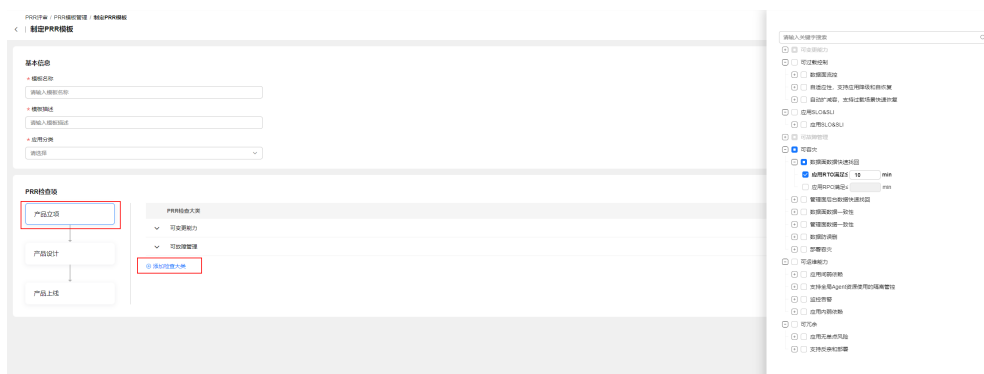 PRR评审 / PRR模板管理 / 制定PRR模板
制定PRR模板
基本信息
* 模板名称
请输入模板名称
* 模板描述
请输入模板描述
* 应用分类
请选择
PRR检查项
产品立项
产品设计
产品上线
PRR检查大类
可变更能力
可故障管理
添加检查大类
请输入关键字搜索
可变更能力
可过载控制
数据面流控
自适应性,支持应用降级和自恢复
自动扩减容,支持过载场景快速恢复
应用SLO&SLI
应用SLO&SLI
可故障管理
可容灾
数据面数据快速找回
应用RTO满足≤ 10 min
应用RPO满足≤ min
管理面后台数据快速找回
数据面数据一致性
管理面数据一致性
数据防误删
部署容灾
可运维能力
应用间弱依赖
支持全局Agent资源使用的隔离管控
监控告警
应用内弱依赖
可冗余
应用无单点风险
支持反亲和部署